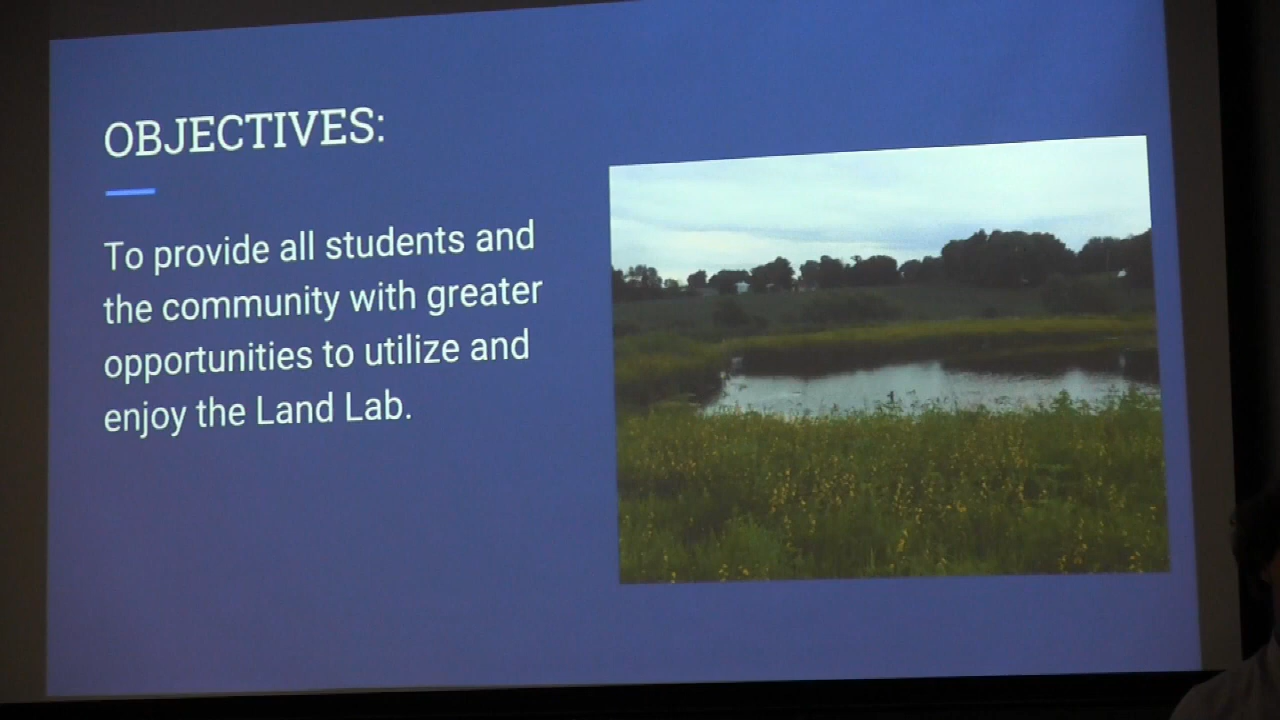 OBJECTIVES:
To provide all students and
the community with greater
opportunities to utilize and
enjoy the Land Lab.